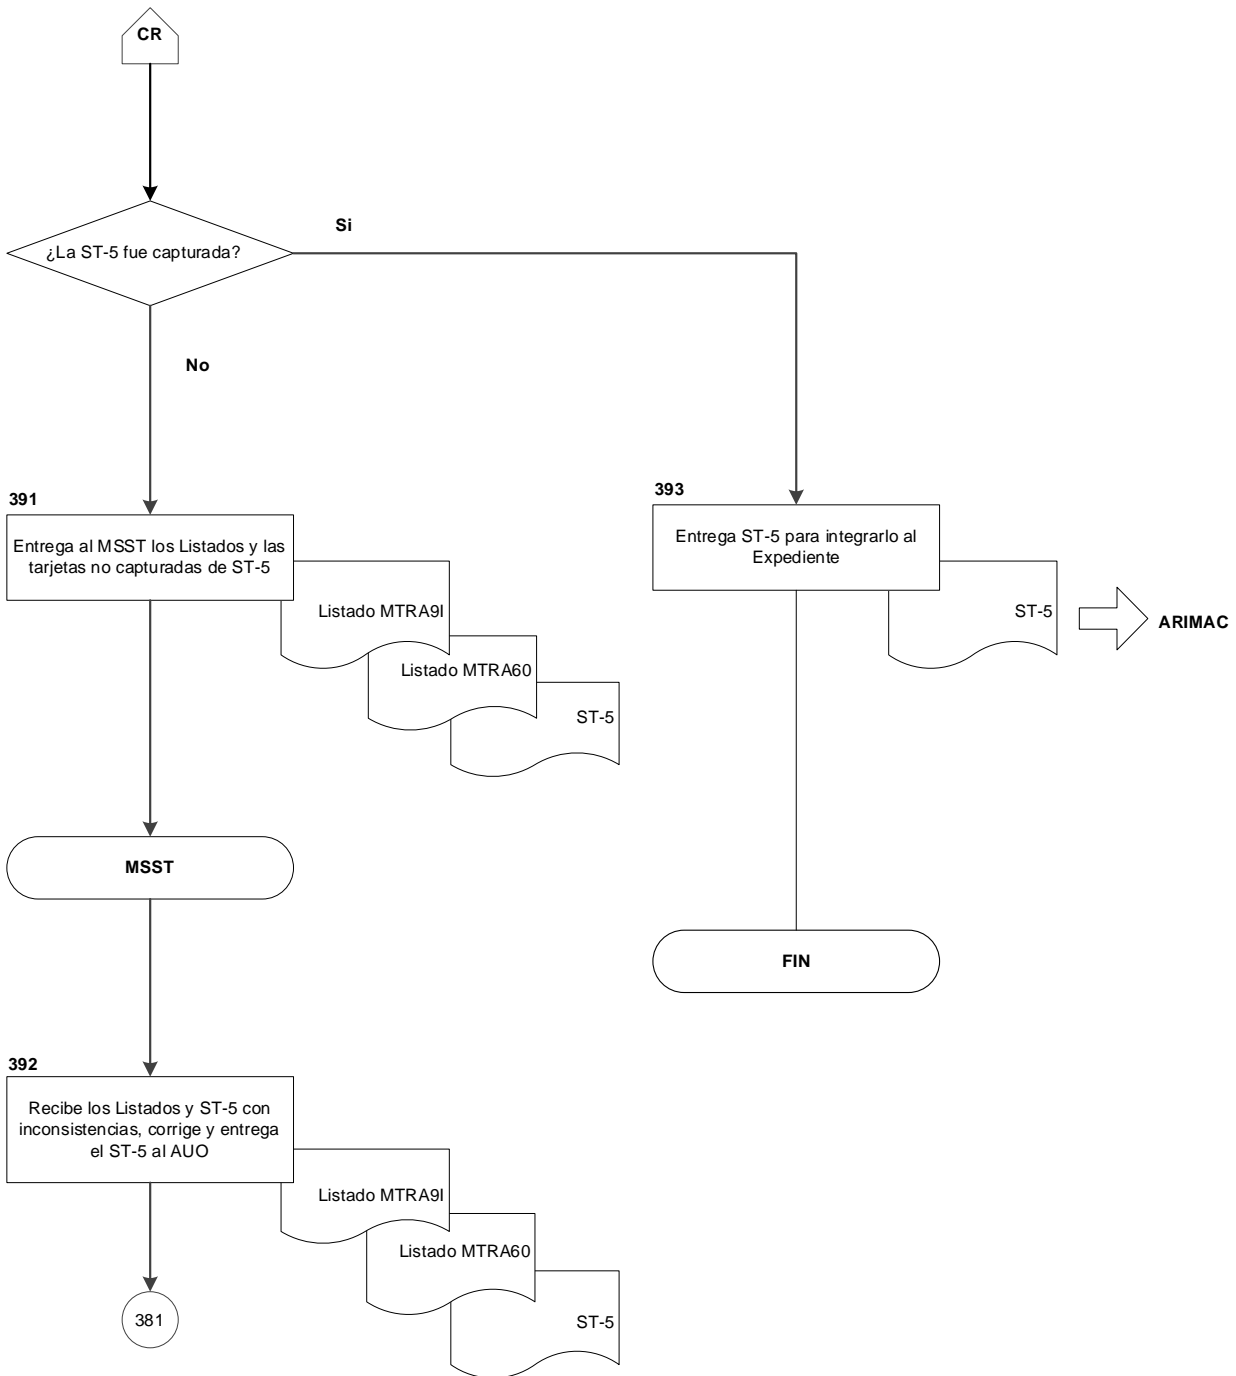 CR
¿La ST-5 fue capturada?
Si
No
391
Entrega al MSST los Listados y las
tarjetas no capturadas de ST-5
Listado MTRA9I
Listado MTRA60
ST-5
393
Entrega ST-5 para integrarlo al
Expediente
ST-5
ARIMAC
MSST
FIN
392
Recibe los Listados y ST-5 con
inconsistencias, corrige y entrega
el ST-5 al AUO
Listado MTRA9I
Listado MTRA60
ST-5
381